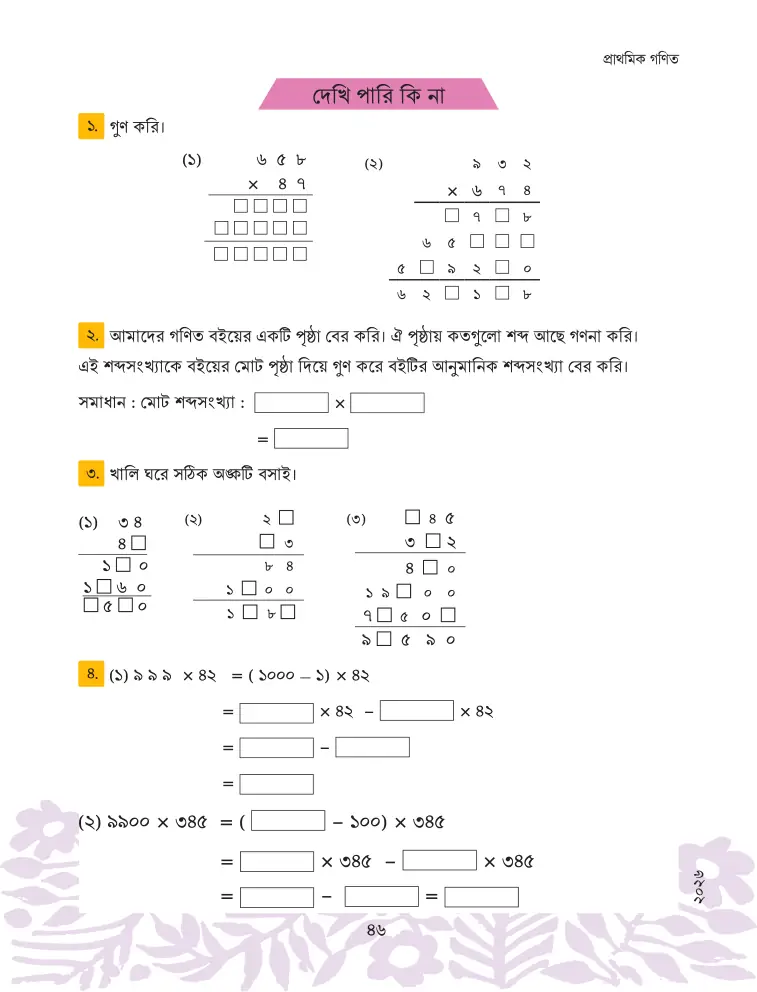 প্রাথমিক গণিত
দেখি পারি কি না
১. গুণ করি।
(১) ৬ ৫ ৮
× ৪ ৭
□ □ □ □
□ □ □ □ □
□ □ □ □ □
(২) ৯ ৩ ২
× ৬ ৭ ৪
□ ৭ □ ৮
৬ ৫ □ □ □
৫ □ ৯ ২ □ ০
৬ ২ □ ১ □ ৮
২. আমাদের গণিত বইয়ের একটি পৃষ্ঠা বের করি। ঐ পৃষ্ঠায় কতগুলো শব্দ আছে গণনা করি।
এই শব্দসংখ্যাকে বইয়ের মোট পৃষ্ঠা দিয়ে গুণ করে বইটির আনুমানিক শব্দসংখ্যা বের করি।
সমাধান : মোট শব্দসংখ্যা : □ × □
= □
৩. খালি ঘরে সঠিক অঙ্কটি বসাই।
(১) ৩ ৪
৪ □
১ □ ০
১ □ ৬ ০
□ ৫ □ ০
(২) ২ □
□ ৩
৮ ৪
১ □ ০ ০
১ □ ৮ □
(৩) □ ৪ ৫
৩ □ ২
৪ □ ০
১ ৯ □ ০ ০
৭ □ ৫ ০ □
৯ □ ৫ ৯ ০
৪. (১) ৯ ৯ ৯ × ৪২ = ( ১০০০ – ১) × ৪২
= □ × ৪২ – □ × ৪২
= □ – □
= □
(২) ৯৯০০ × ৩৪৫ = ( □ – ১০০) × ৩৪৫
= □ × ৩৪৫ – □ × ৩৪৫
= □ – □ = □
২০২৬
৪৬